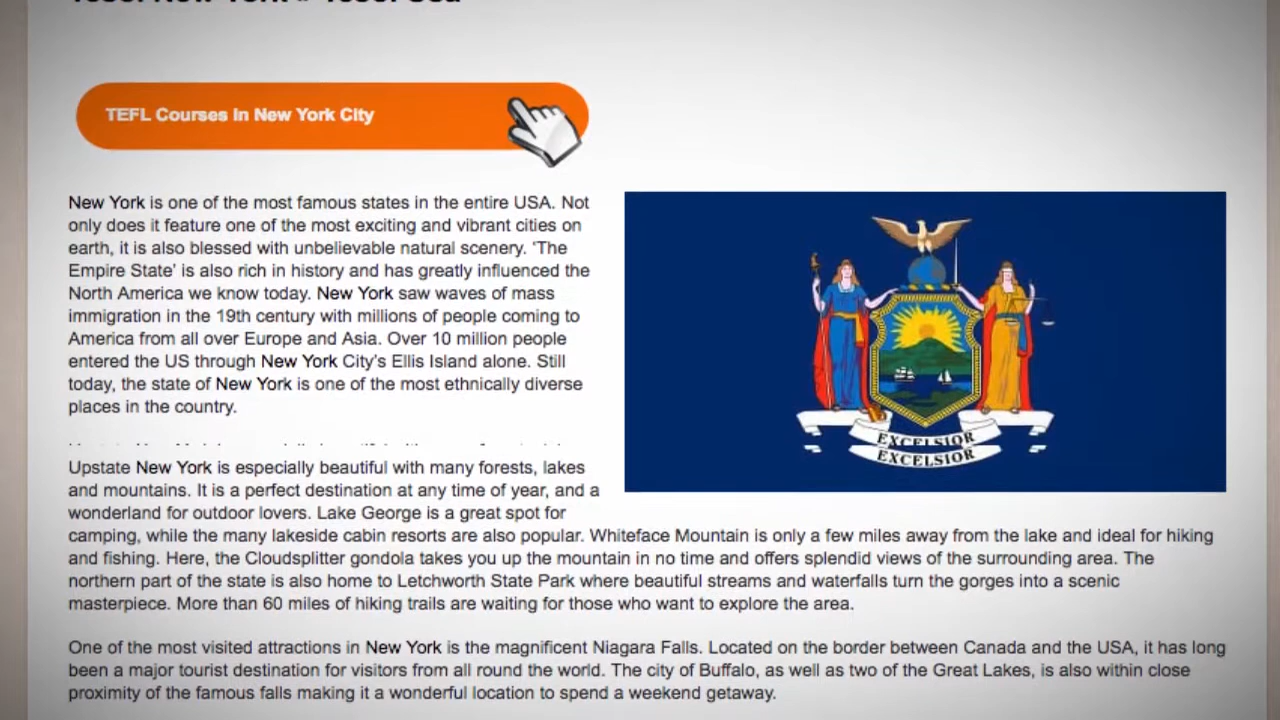 TEFL Courses In New York City
New York is one of the most famous states in the entire USA. Not
only does it feature one of the most exciting and vibrant cities on
earth, it is also blessed with unbelievable natural scenery. ‘The
Empire State’ is also rich in history and has greatly influenced the
North America we know today. New York saw waves of mass
immigration in the 19th century with millions of people coming to
America from all over Europe and Asia. Over 10 million people
entered the US through New York City’s Ellis Island alone. Still
today, the state of New York is one of the most ethnically diverse
places in the country.
EXCELSIOR
EXCELSIOR
Upstate New York is especially beautiful with many forests, lakes
and mountains. It is a perfect destination at any time of year, and a
wonderland for outdoor lovers. Lake George is a great spot for
camping, while the many lakeside cabin resorts are also popular. Whiteface Mountain is only a few miles away from the lake and ideal for hiking
and fishing. Here, the Cloudsplitter gondola takes you up the mountain in no time and offers splendid views of the surrounding area. The
northern part of the state is also home to Letchworth State Park where beautiful streams and waterfalls turn the gorges into a scenic
masterpiece. More than 60 miles of hiking trails are waiting for those who want to explore the area.
One of the most visited attractions in New York is the magnificent Niagara Falls. Located on the border between Canada and the USA, it has long
been a major tourist destination for visitors from all round the world. The city of Buffalo, as well as two of the Great Lakes, is also within close
proximity of the famous falls making it a wonderful location to spend a weekend getaway.